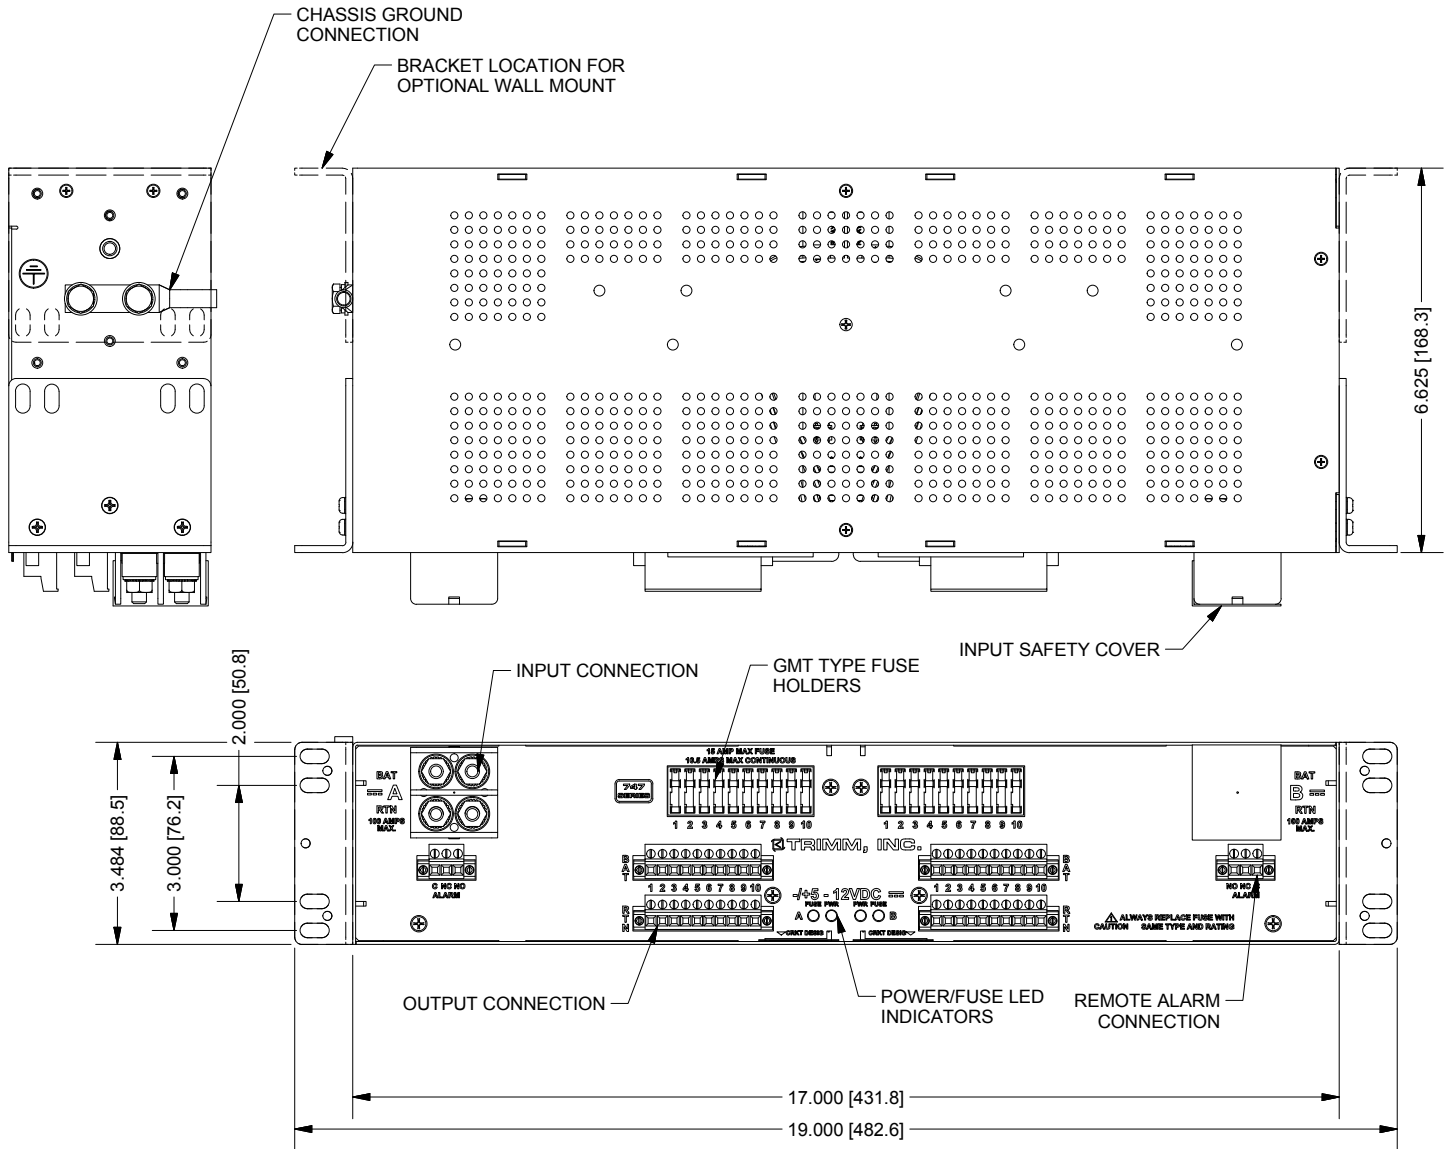 CHASSIS GROUND
CONNECTION
BRACKET LOCATION FOR
OPTIONAL WALL MOUNT
6.625 [168.3]
INPUT SAFETY COVER
INPUT CONNECTION
GMT TYPE FUSE
HOLDERS
2.000 [50.8]
3.000 [76.2]
3.484 [88.5]
15 AMP MAX FUSE
13.5 AMPS MAX CONTINUOUS
BAT
A
RTN
100 AMPS
MAX.
747
SERIES
1 2 3 4 5 6 7 8 9 10
1 2 3 4 5 6 7 8 9 10
BAT
B
RTN
100 AMPS
MAX.
TRIMM, INC.
C NC NO
ALARM
BAT
1 2 3 4 5 6 7 8 9 10
RTN
-/+5 - 12VDC
FUSE PWR
PWR FUSE
A
B
CRKT DESIG
CRKT DESIG
BAT
1 2 3 4 5 6 7 8 9 10
RTN
NO NC C
ALARM
CAUTION
ALWAYS REPLACE FUSE WITH
SAME TYPE AND RATING
OUTPUT CONNECTION
POWER/FUSE LED
INDICATORS
REMOTE ALARM
CONNECTION
17.000 [431.8]
19.000 [482.6]